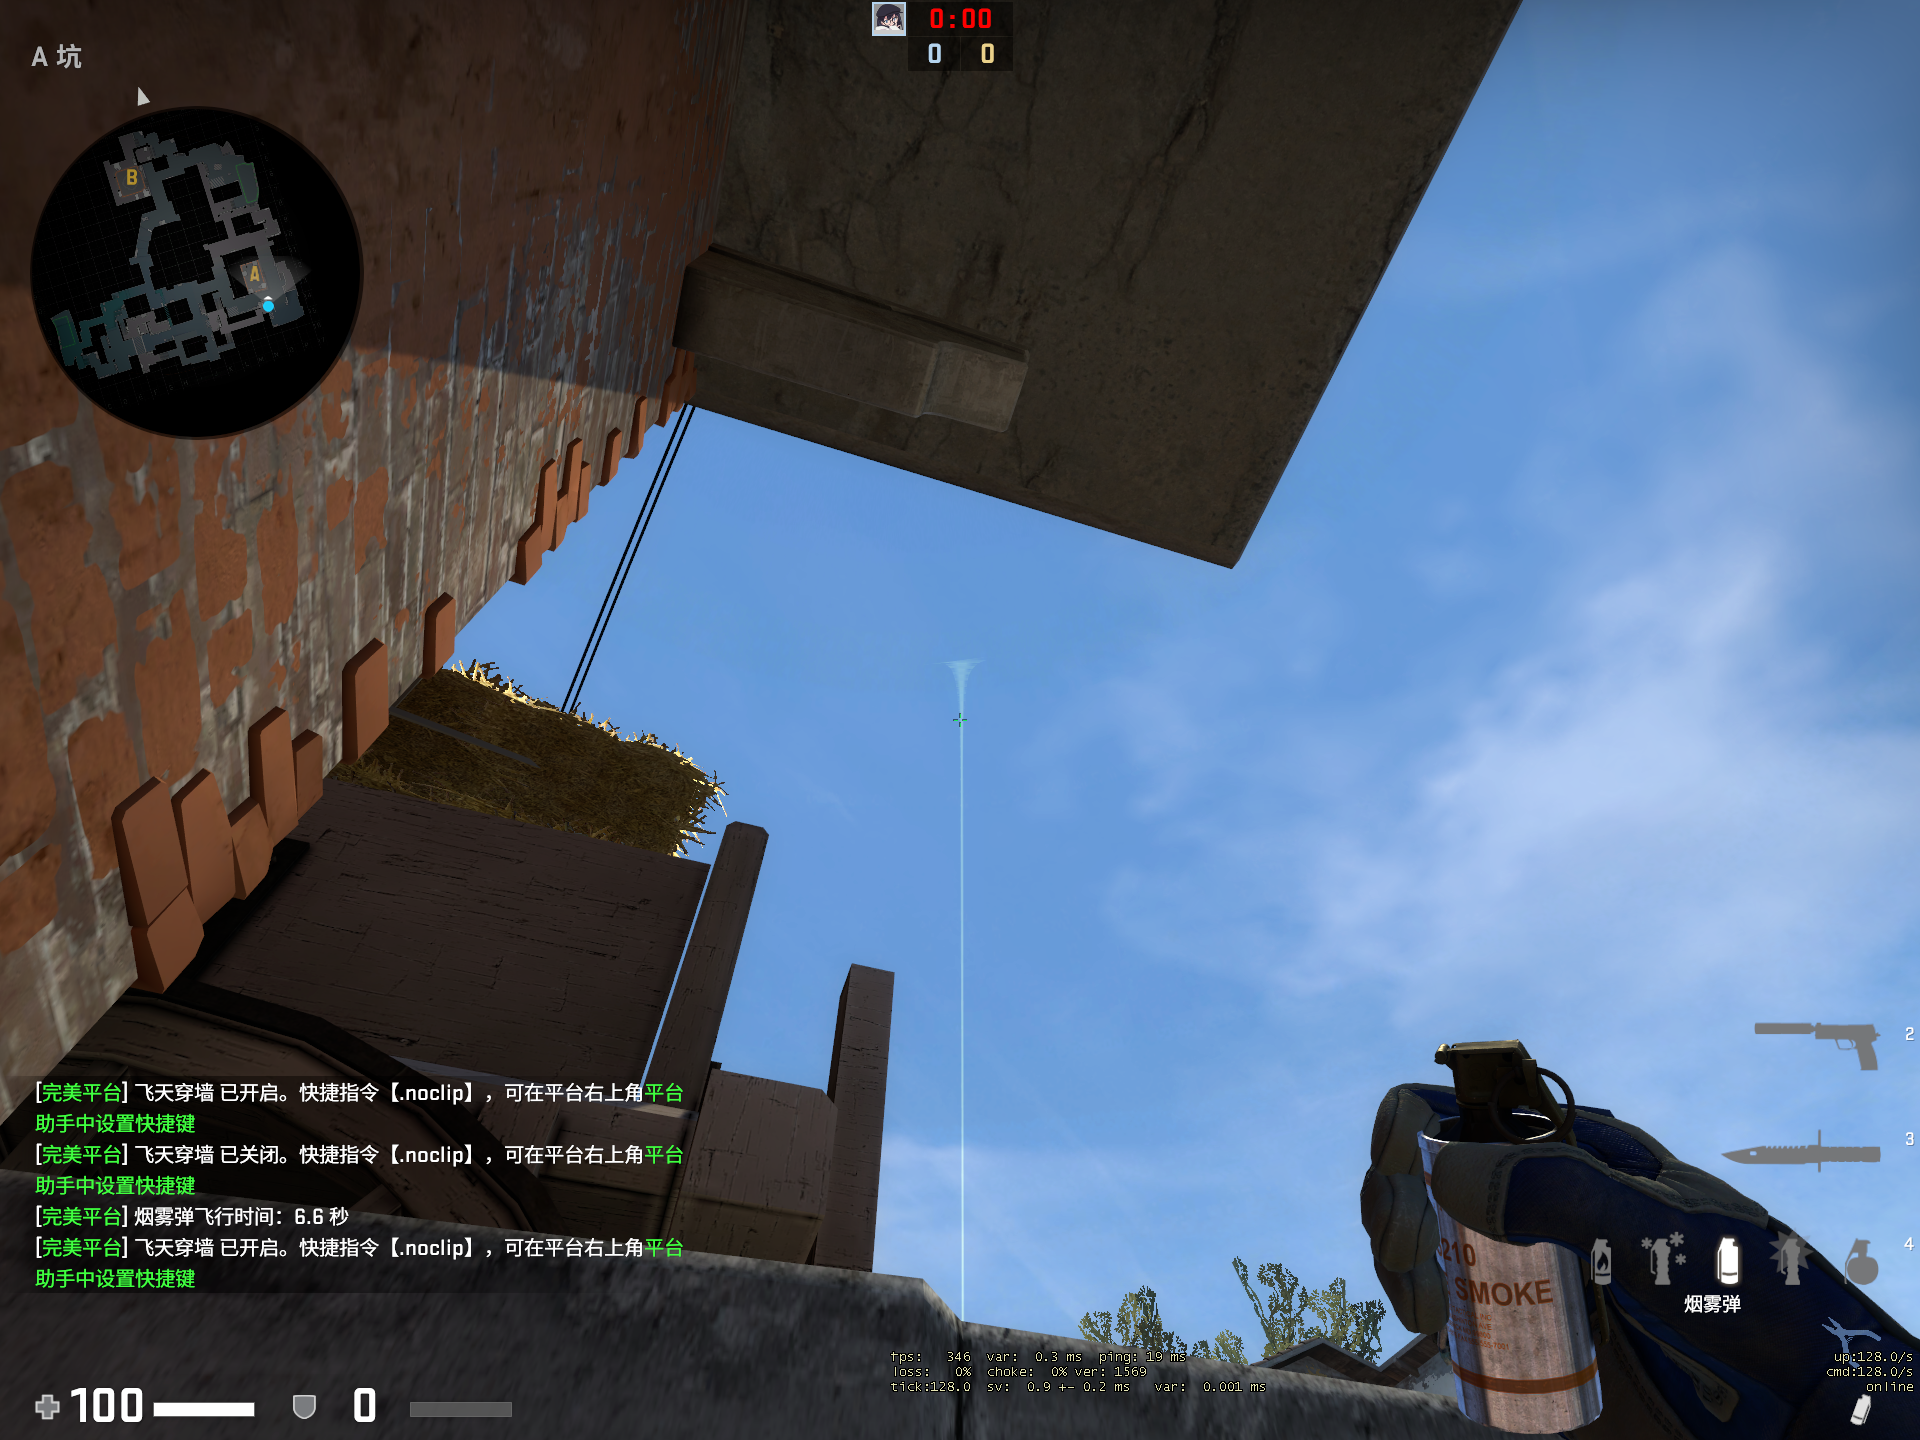 0:00
A 坑
0 0
B
A
2
3
[完美平台] 飞天穿墙 已开启。快捷指令【.noclip】，可在平台右上角平台
助手中设置快捷键
[完美平台] 飞天穿墙 已关闭。快捷指令【.noclip】，可在平台右上角平台
助手中设置快捷键
[完美平台] 烟雾弹飞行时间：6.6 秒
[完美平台] 飞天穿墙 已开启。快捷指令【.noclip】，可在平台右上角平台
助手中设置快捷键
4
210
SMOKE
烟雾弹
fps: 346 var: 0.3 ms ping: 19 ms
loss: 0% choke: 0% ver: 1569
tick:128.0 sv: 0.9 +- 0.2 ms var: 0.001 ms
up:128.0/s
cmd:128.0/s
online
100 0